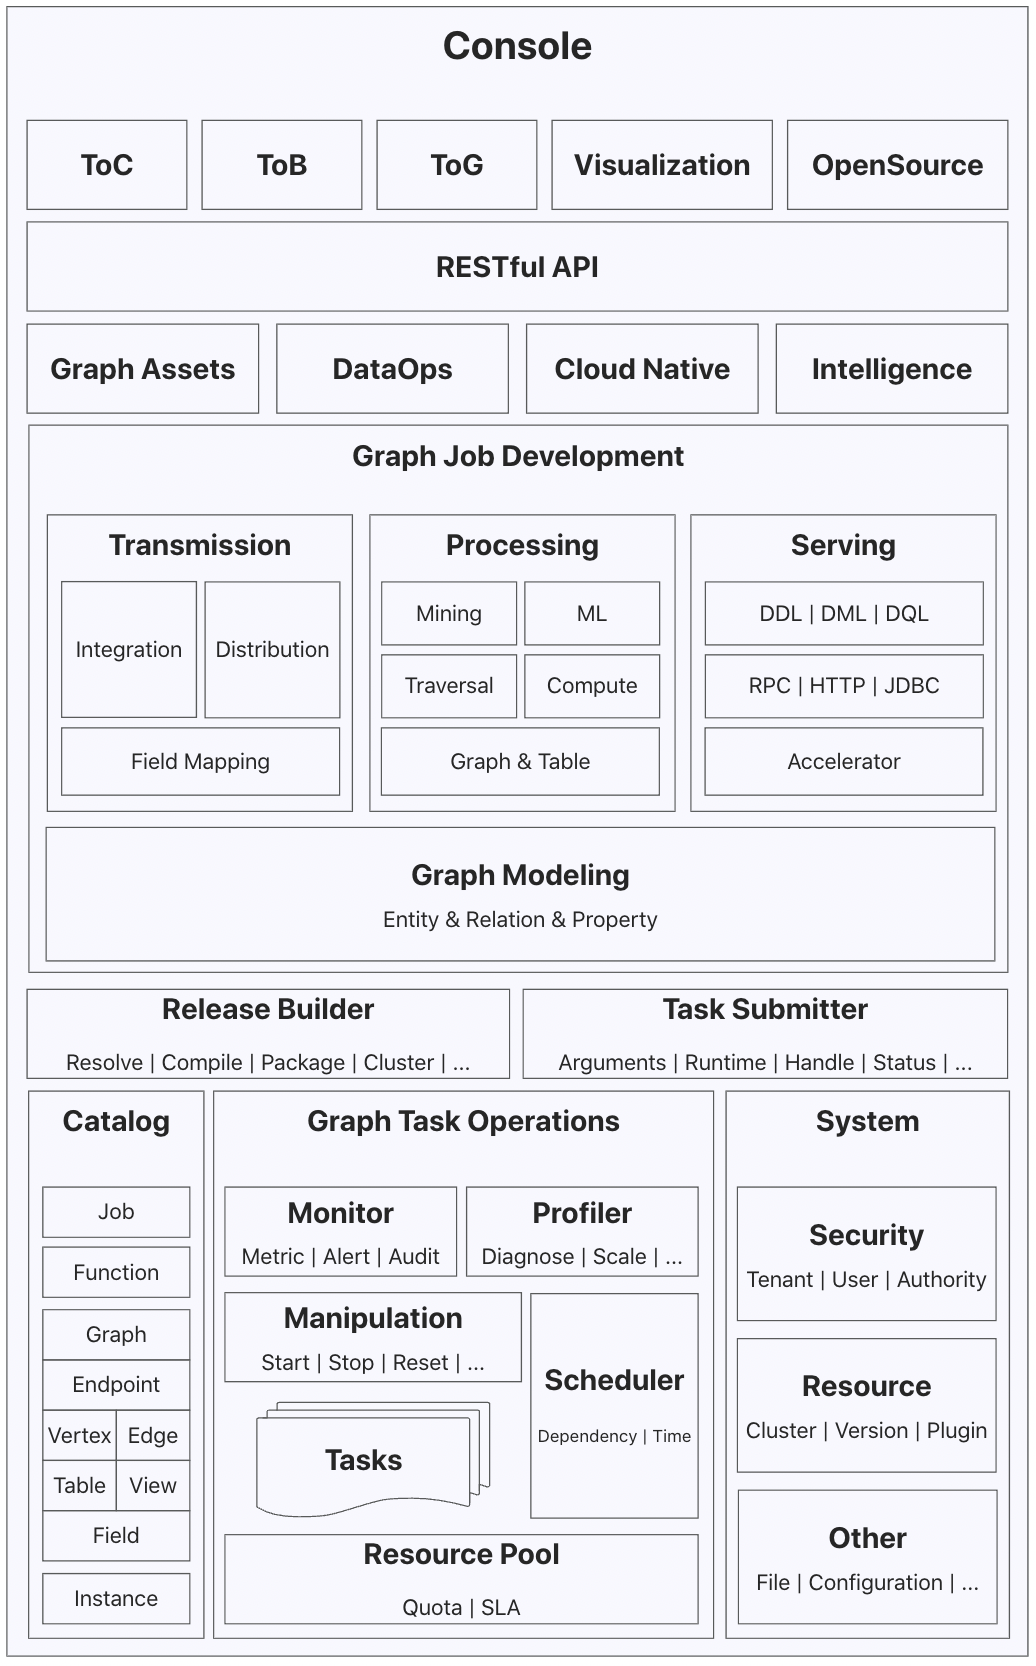 Console
ToC
ToB
ToG
Visualization
OpenSource
RESTful API
Graph Assets
DataOps
Cloud Native
Intelligence
Graph Job Development
Transmission
Integration
Distribution
Field Mapping
Processing
Mining
ML
Traversal
Compute
Graph & Table
Serving
DDL | DML | DQL
RPC | HTTP | JDBC
Accelerator
Graph Modeling
Entity & Relation & Property
Release Builder
Resolve | Compile | Package | Cluster | ...
Task Submitter
Arguments | Runtime | Handle | Status | ...
Catalog
Job
Function
Graph
Endpoint
Vertex
Edge
Table
View
Field
Instance
Graph Task Operations
Monitor
Metric | Alert | Audit
Profiler
Diagnose | Scale | ...
Manipulation
Start | Stop | Reset | ...
Scheduler
Dependency | Time
Tasks
Resource Pool
Quota | SLA
System
Security
Tenant | User | Authority
Resource
Cluster | Version | Plugin
Other
File | Configuration | ...